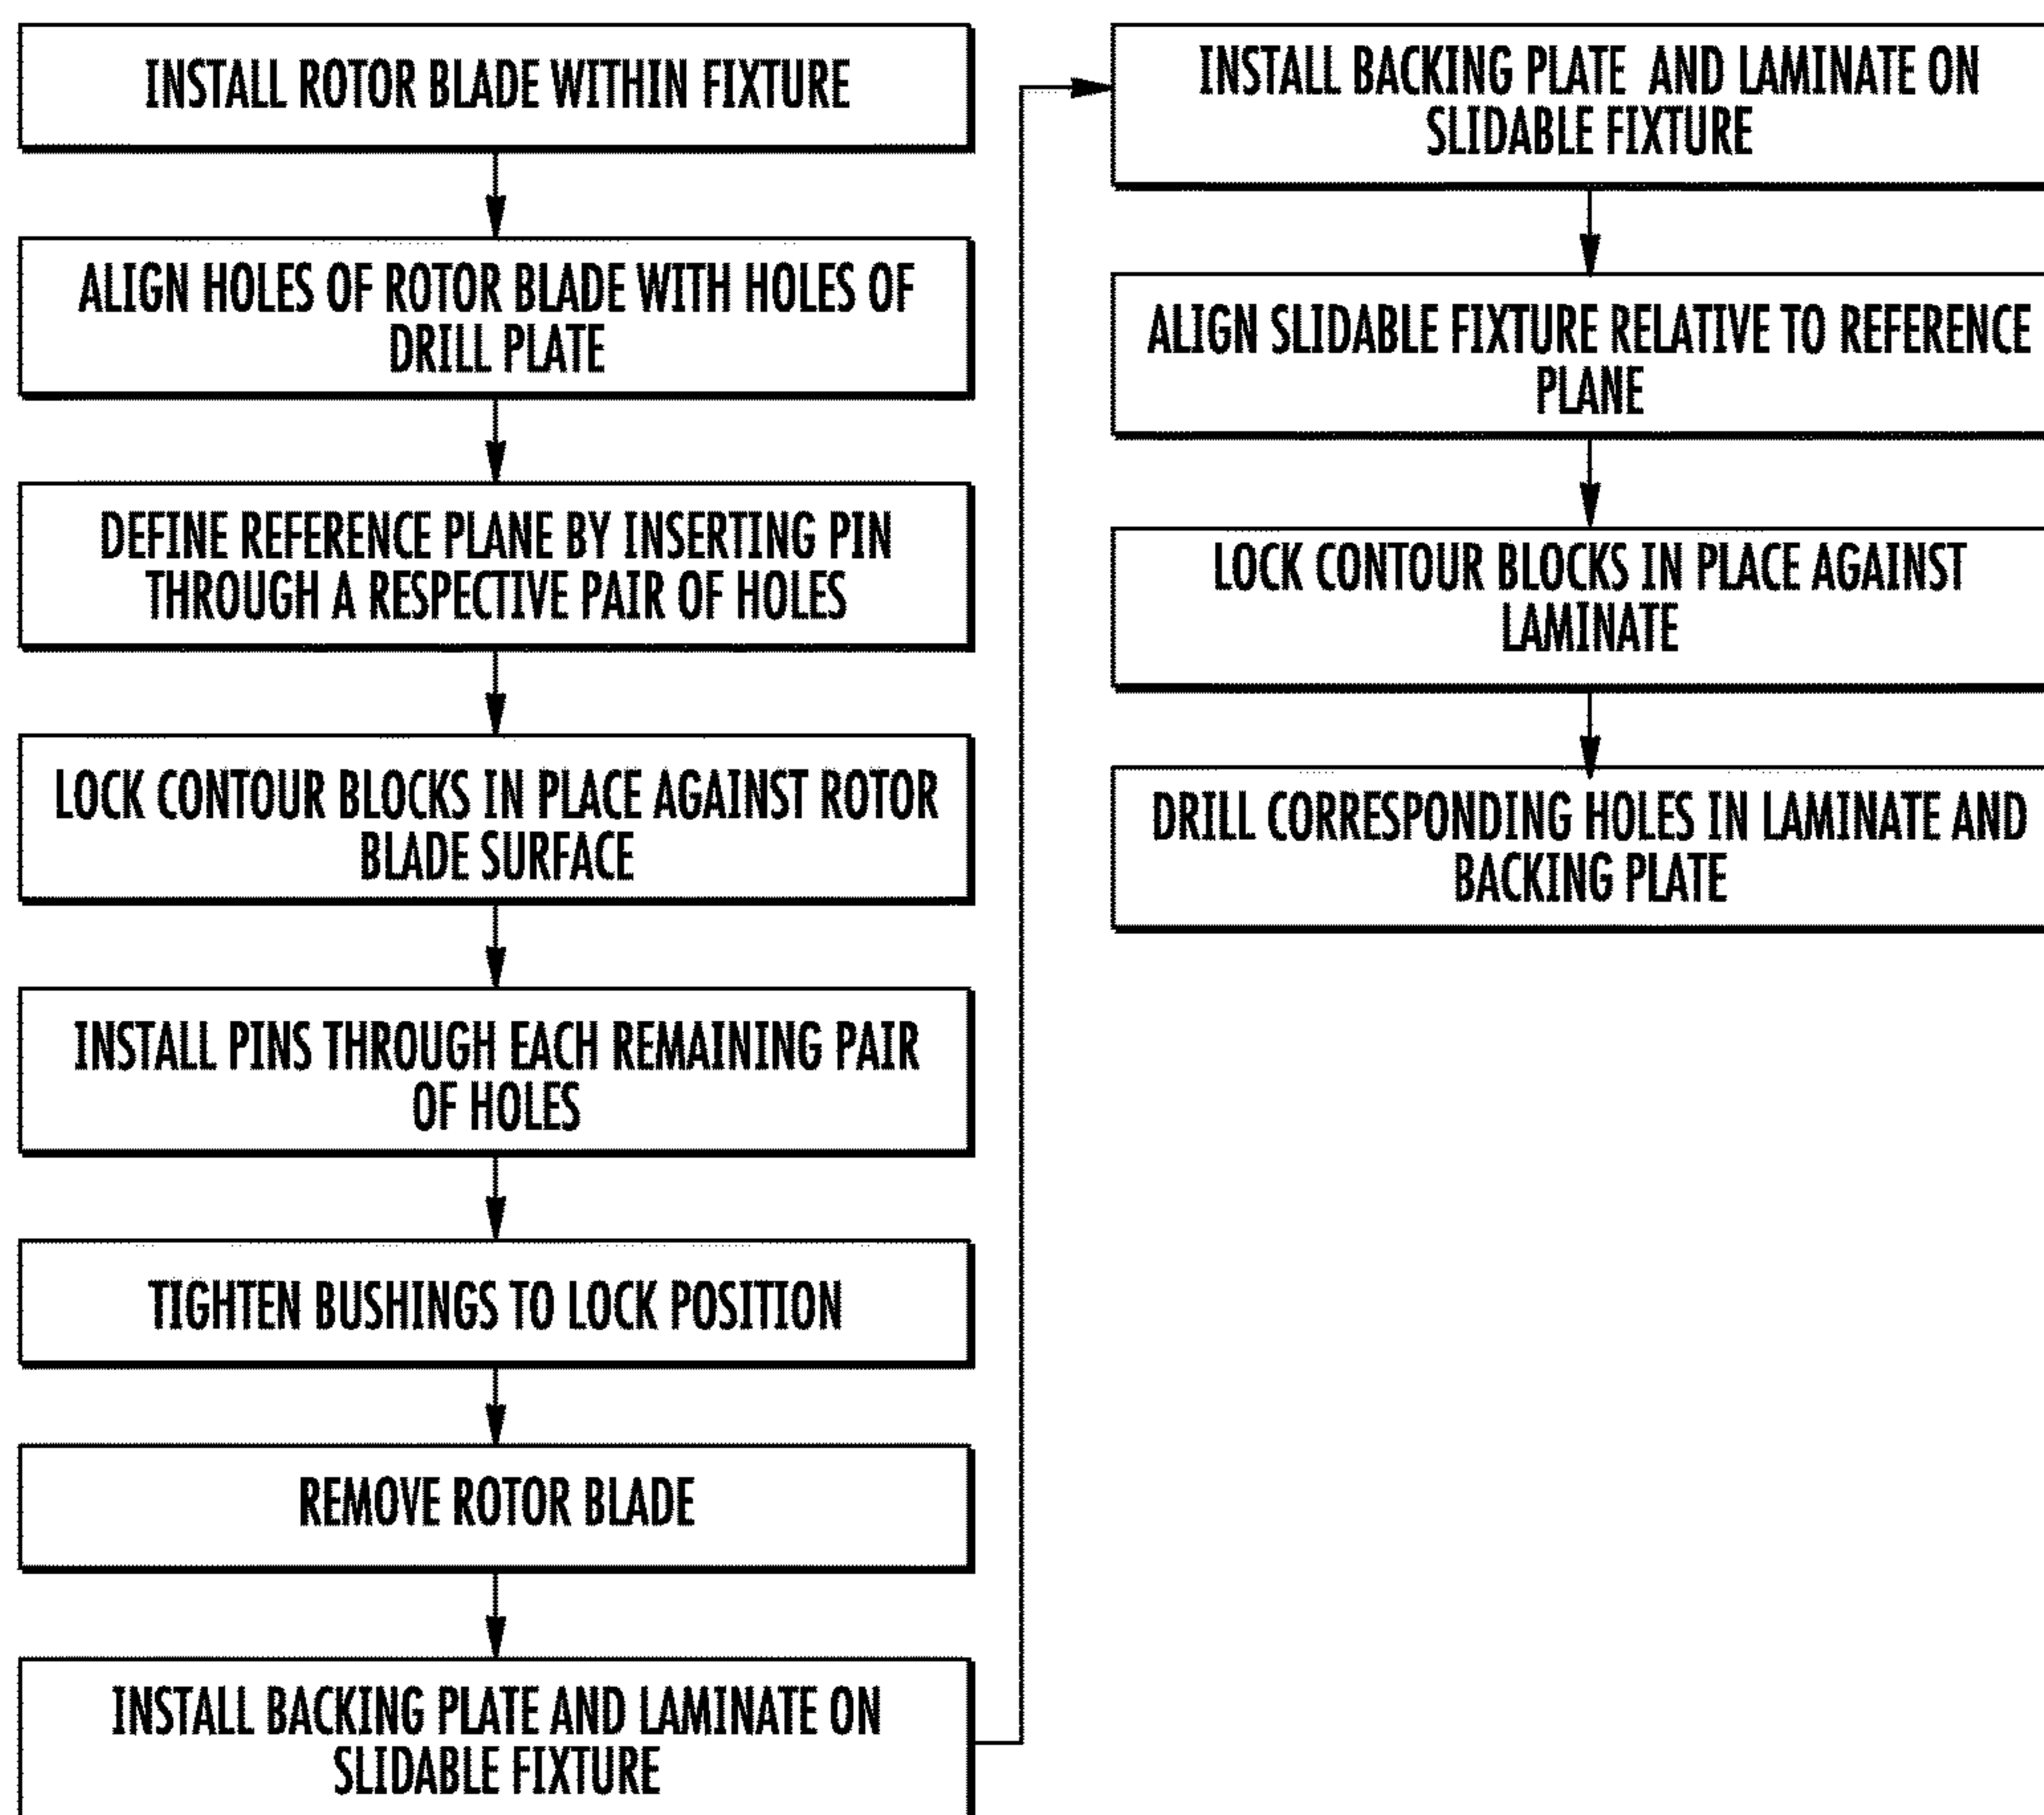 INSTALL ROTOR BLADE WITHIN FIXTURE
ALIGN HOLES OF ROTOR BLADE WITH HOLES OF
DRILL PLATE
DEFINE REFERENCE PLANE BY INSERTING PIN
THROUGH A RESPECTIVE PAIR OF HOLES
LOCK CONTOUR BLOCKS IN PLACE AGAINST ROTOR
BLADE SURFACE
INSTALL PINS THROUGH EACH REMAINING PAIR
OF HOLES
TIGHTEN BUSHINGS TO LOCK POSITION
REMOVE ROTOR BLADE
INSTALL BACKING PLATE AND LAMINATE ON
SLIDABLE FIXTURE
INSTALL BACKING PLATE AND LAMINATE ON
SLIDABLE FIXTURE
ALIGN SLIDABLE FIXTURE RELATIVE TO REFERENCE
PLANE
LOCK CONTOUR BLOCKS IN PLACE AGAINST
LAMINATE
DRILL CORRESPONDING HOLES IN LAMINATE AND
BACKING PLATE